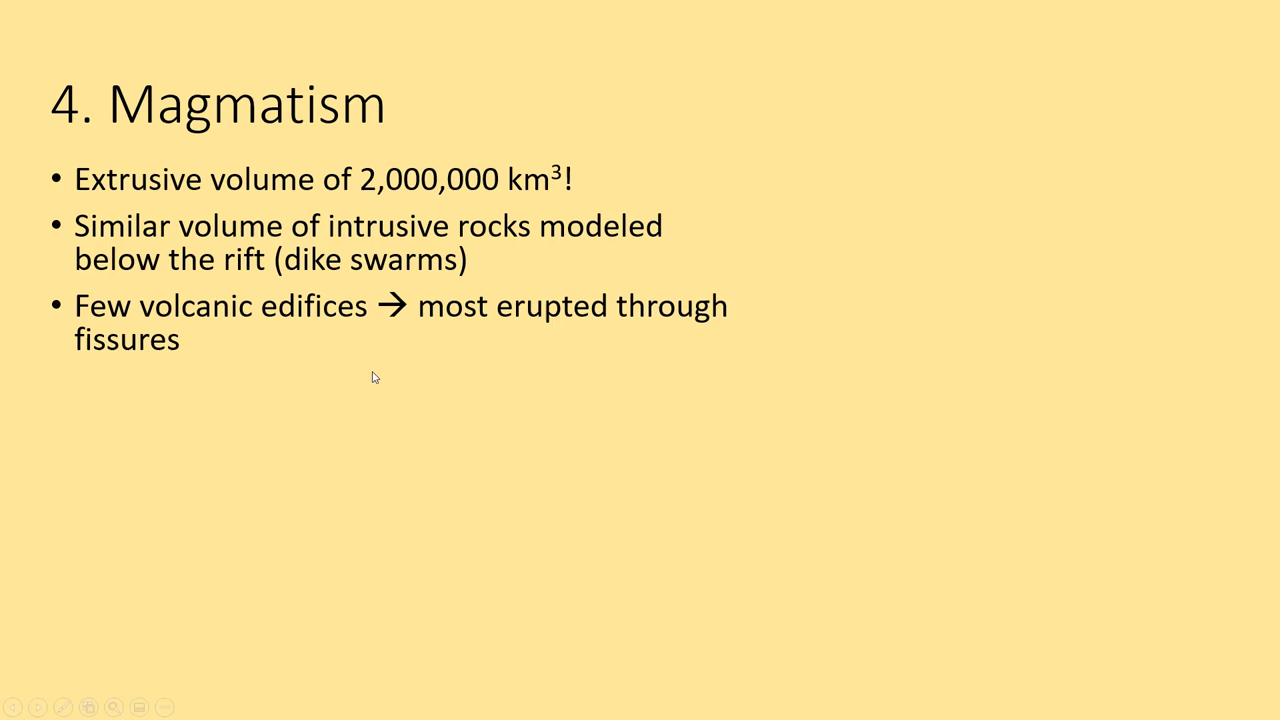 4. Magmatism
• Extrusive volume of 2,000,000 km³!
• Similar volume of intrusive rocks modeled
below the rift (dike swarms)
• Few volcanic edifices → most erupted through
fissures